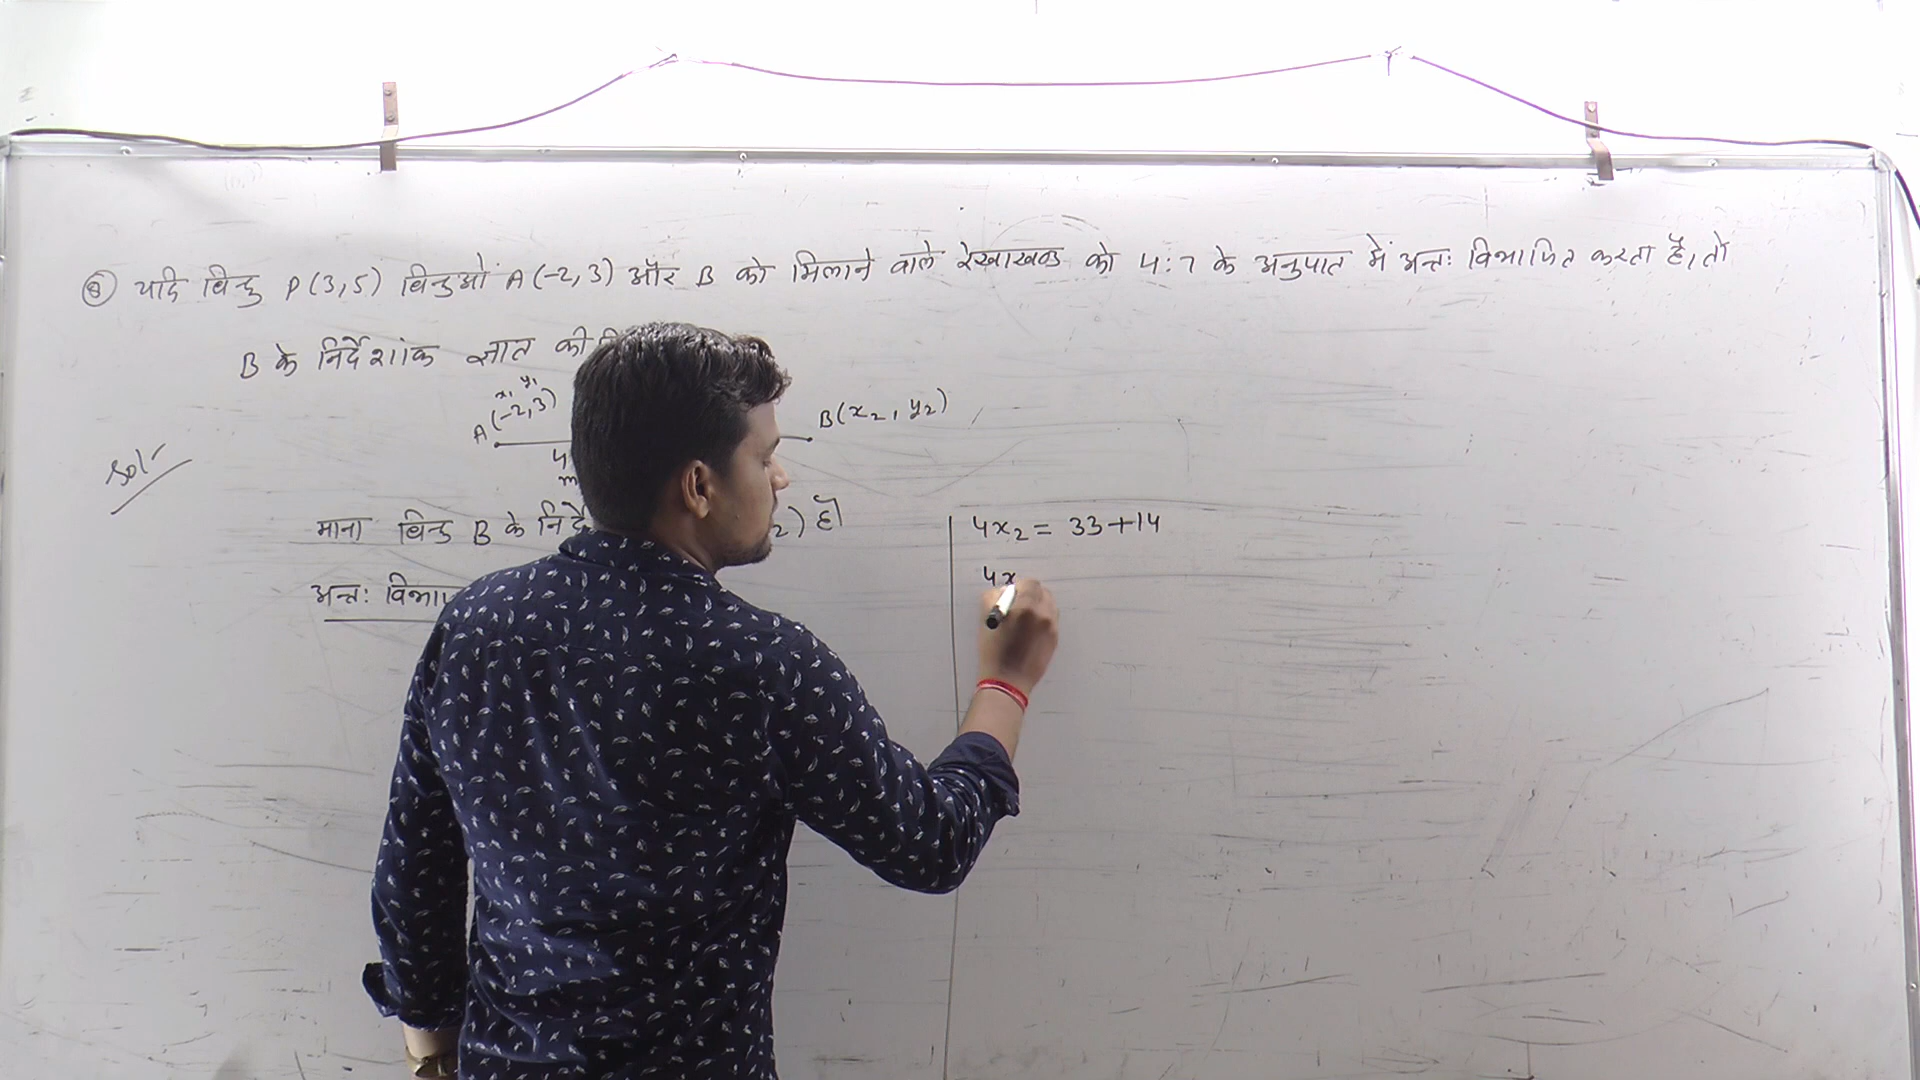 ⑧ यदि बिन्दु P(3,5) बिन्दुओं A(-2,3) और B को मिलाने वाले रेखाखण्ड को 4:7 के अनुपात में अन्तः विभाजित करता है, तो
B के निर्देशांक ज्ञात
x₁ y₁
(-2,3)
A
B(x₂, y₂)
4
m
Sol-
माना बिन्दु B के
2) हो
अन्तः
4x₂ = 33+14
4x